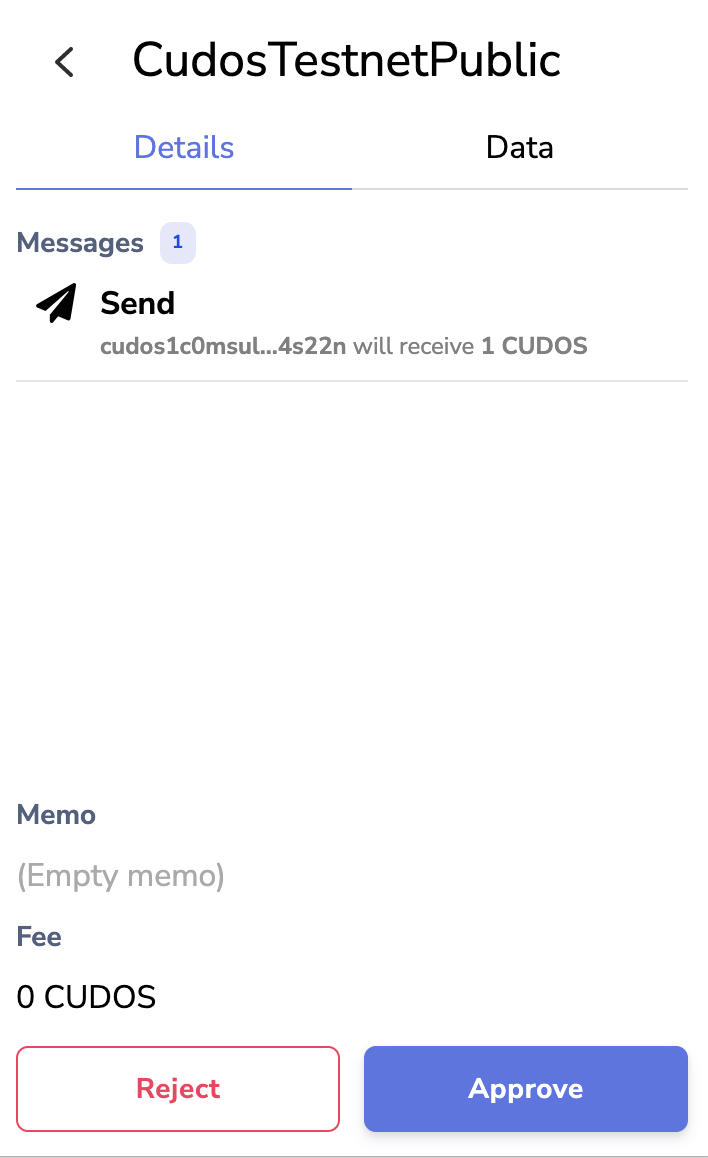 CudosTestnetPublic
Details Data
Messages 1
Send
cudos1c0msul...4s22n will receive 1 CUDOS
Memo
(Empty memo)
Fee
0 CUDOS
Reject Approve